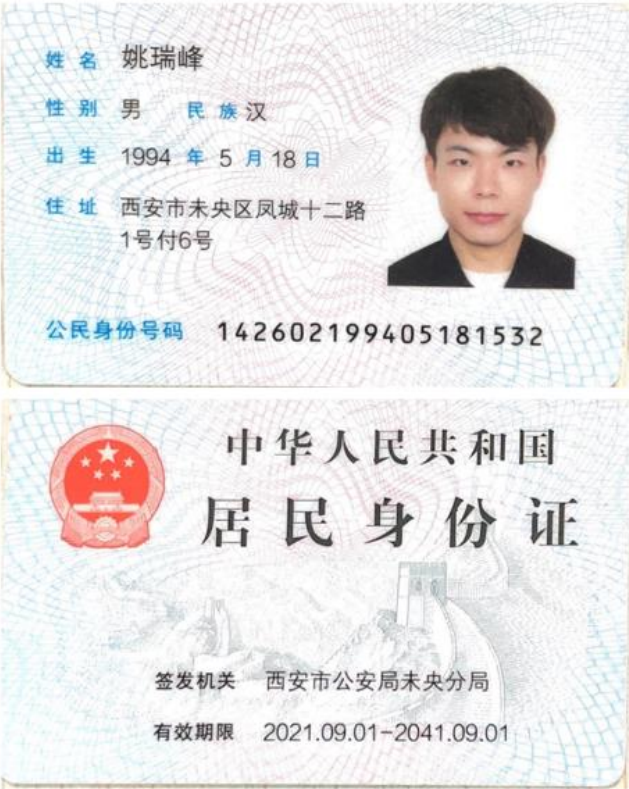 姓名 姚瑞峰
性别 男 民族 汉
出生 1994 年 5 月 18 日
住址 西安市未央区凤城十二路
1号付6号
公民身份号码 142602199405181532
中华人民共和国
居民身份证
签发机关 西安市公安局未央分局
有效期限 2021.09.01-2041.09.01